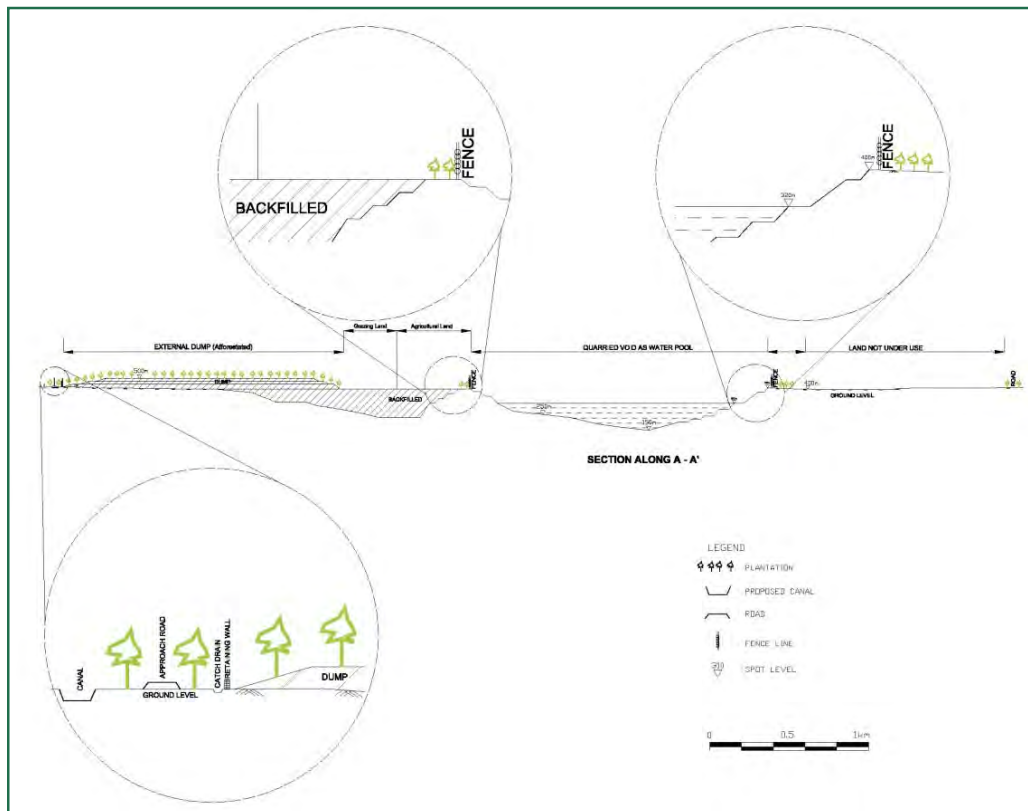 FENCE
BACKFILLED
FENCE
420m
320m
EXTERNAL DUMP (Afforestated)
Grazing Land
Agricultural Land
QUARRIED VOID AS WATER POOL
LAND NOT UNDER USE
500m
DUMP
BACKFILLED
FENCE
FENCE
GROUND LEVEL
ROAD
SECTION ALONG A - A'
CANAL
APPROACH ROAD
GROUND LEVEL
CATCH DRAIN
RETAINING WALL
DUMP
LEGEND
PLANTATION
PROPOSED CANAL
ROAD
FENCE LINE
SPOT LEVEL
0 0.5 1km